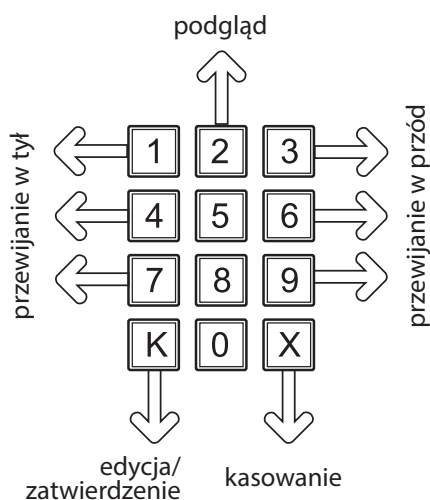 podgląd
przewijanie w tył
przewijanie w przód
1 2 3
4 5 6
7 8 9
K 0 X
edycja/
zatwierdzenie
kasowanie